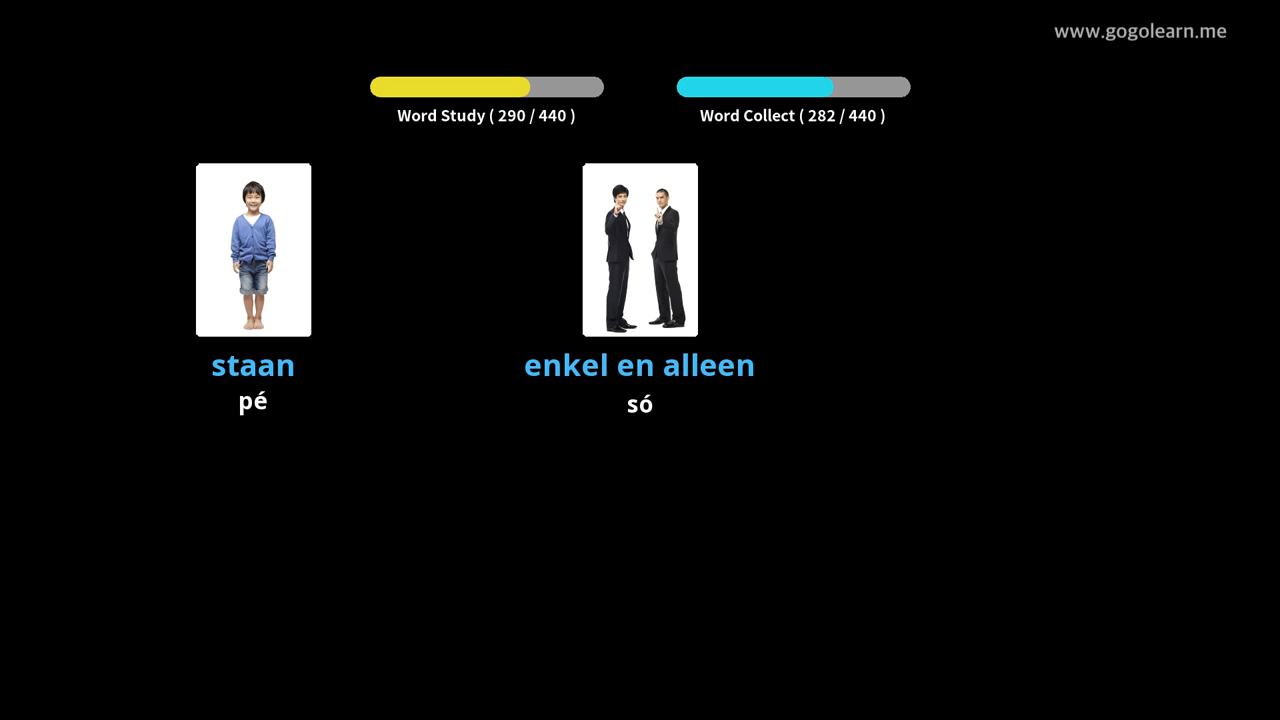 www.gogolearn.me
Word Study ( 290 / 440 )
Word Collect ( 282 / 440 )
staan
pé
enkel en alleen
só